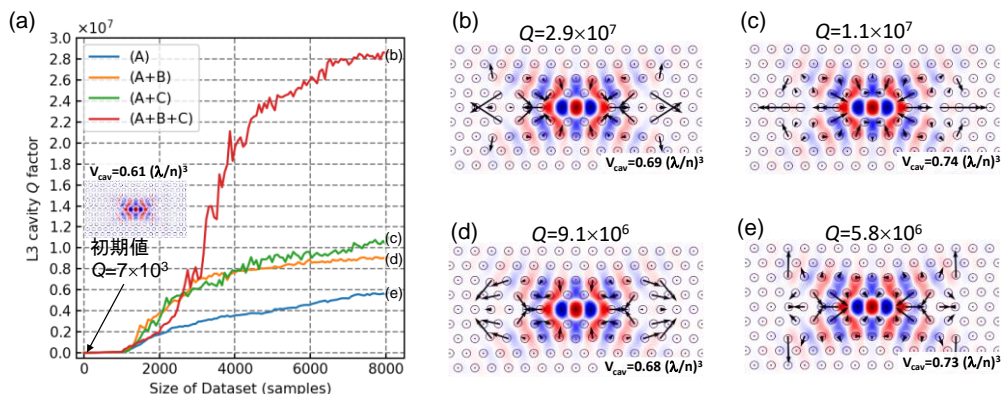 (a)
×10⁷
L3 cavity Q factor
3.0
2.8
2.6
2.4
2.2
2.0
1.8
1.6
1.4
1.2
1.0
0.8
0.6
0.4
0.2
0.0
(A)
(A+B)
(A+C)
(A+B+C)
V_cav=0.61 (λ/n)³
初期値
Q=7×10³
(b)
(c)
(d)
(e)
0 2000 4000 6000 8000
Size of Dataset (samples)
(b)
Q=2.9×10⁷
V_cav=0.69 (λ/n)³
(c)
Q=1.1×10⁷
V_cav=0.74 (λ/n)³
(d)
Q=9.1×10⁶
V_cav=0.68 (λ/n)³
(e)
Q=5.8×10⁶
V_cav=0.73 (λ/n)³